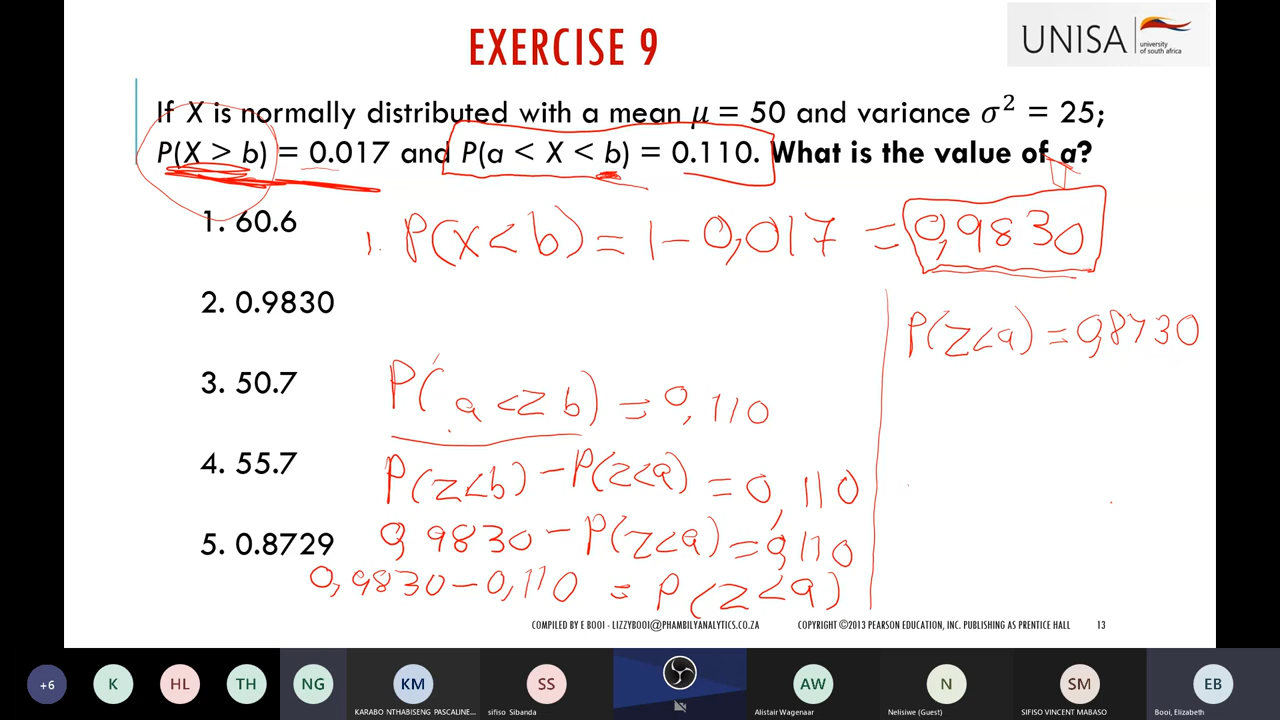 EXERCISE 9
UNISA university of south africa
If X is normally distributed with a mean μ = 50 and variance σ² = 25;
P(X > b) = 0.017 and P(a < X < b) = 0.110. What is the value of a?
1. 60.6
1. P(X<b) = 1-0,017 = 0,9830
2. 0.9830
P(Z<a) = 0,8730
3. 50.7
P(a<Z b) = 0,110
4. 55.7
P(Z<b) - P(Z<a) = 0,110
5. 0.8729
0,9830 - P(Z<a) = 0,110
0,9830 - 0,110 = P(Z<a)
COMPILED BY E BOOI - LIZZYBOOI@PHAMBILYANALYTICS.CO.ZA
COPYRIGHT ©2013 PEARSON EDUCATION, INC. PUBLISHING AS PRENTICE HALL
13
+6
K
HL
TH
NG
KM
SS
AW
N
SM
EB
KARABO NTHABISENG PASCALINE...
sifiso Sibanda
Alistair Wagenaar
Nelisiwe (Guest)
SIFISO VINCENT MABASO
Booi, Elizabeth